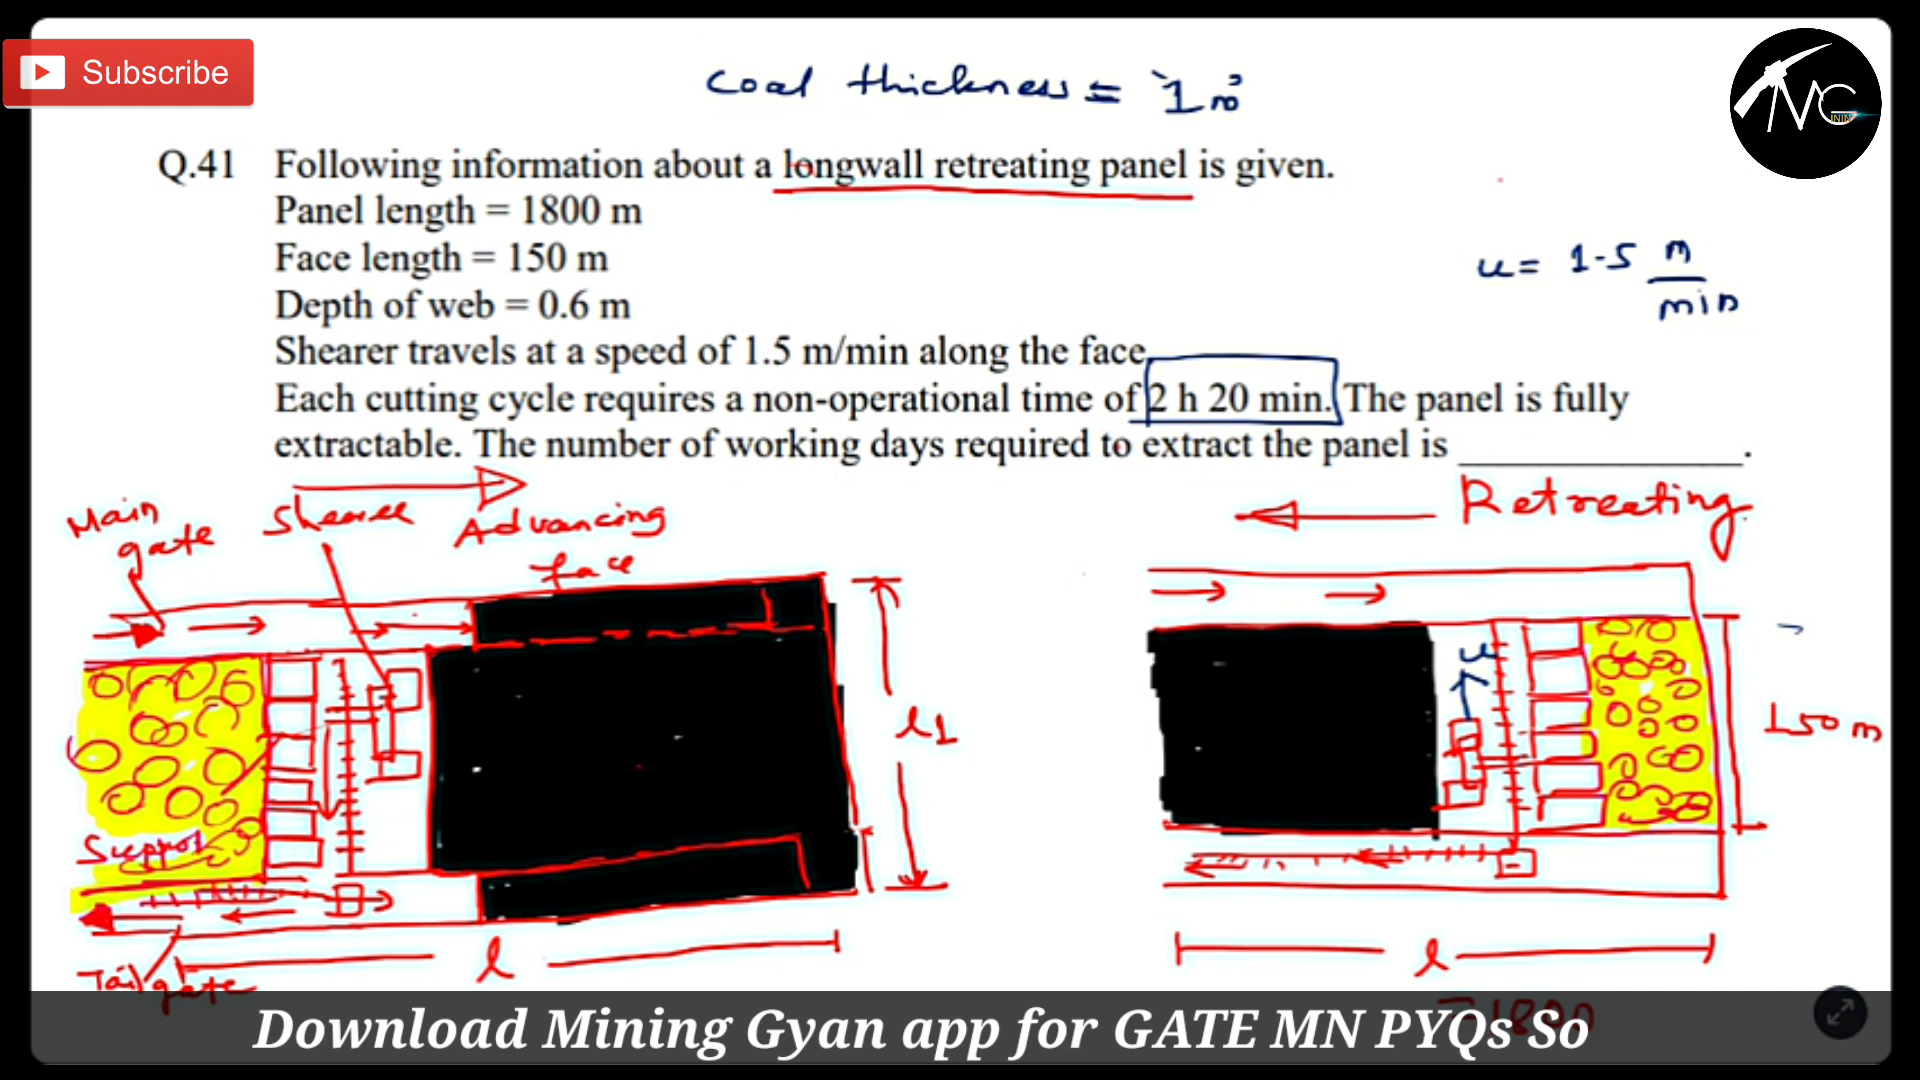 Subscribe
coal thickness = 1m
Q.41 Following information about a longwall retreating panel is given.
Panel length = 1800 m
Face length = 150 m
Depth of web = 0.6 m
Shearer travels at a speed of 1.5 m/min along the face.
Each cutting cycle requires a non-operational time of 2 h 20 min. The panel is fully
extractable. The number of working days required to extract the panel is ______________.
u = 1.5 m/min
Main gate
Shearer
Advancing face
Retreating
u
l1
150 m
Support
l
l
Tail gate
1800
Download Mining Gyan app for GATE MN PYQs So